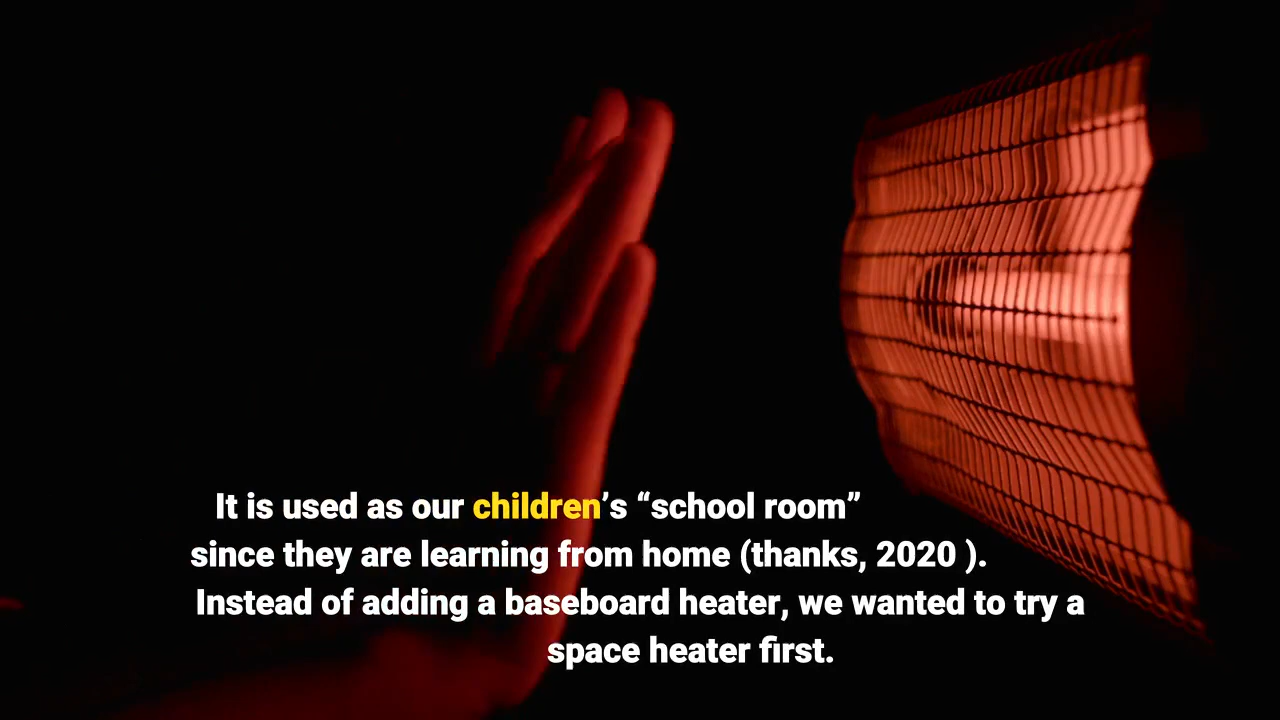 It is used as our children’s “school room”
since they are learning from home (thanks, 2020 ).
Instead of adding a baseboard heater, we wanted to try a
space heater first.